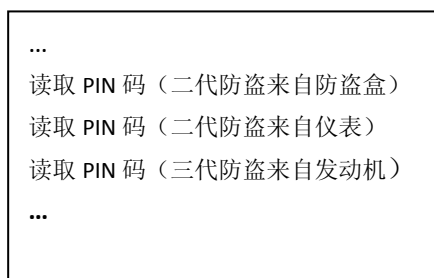 ...
读取 PIN 码（二代防盗来自防盗盒）
读取 PIN 码（二代防盗来自仪表）
读取 PIN 码（三代防盗来自发动机）
...